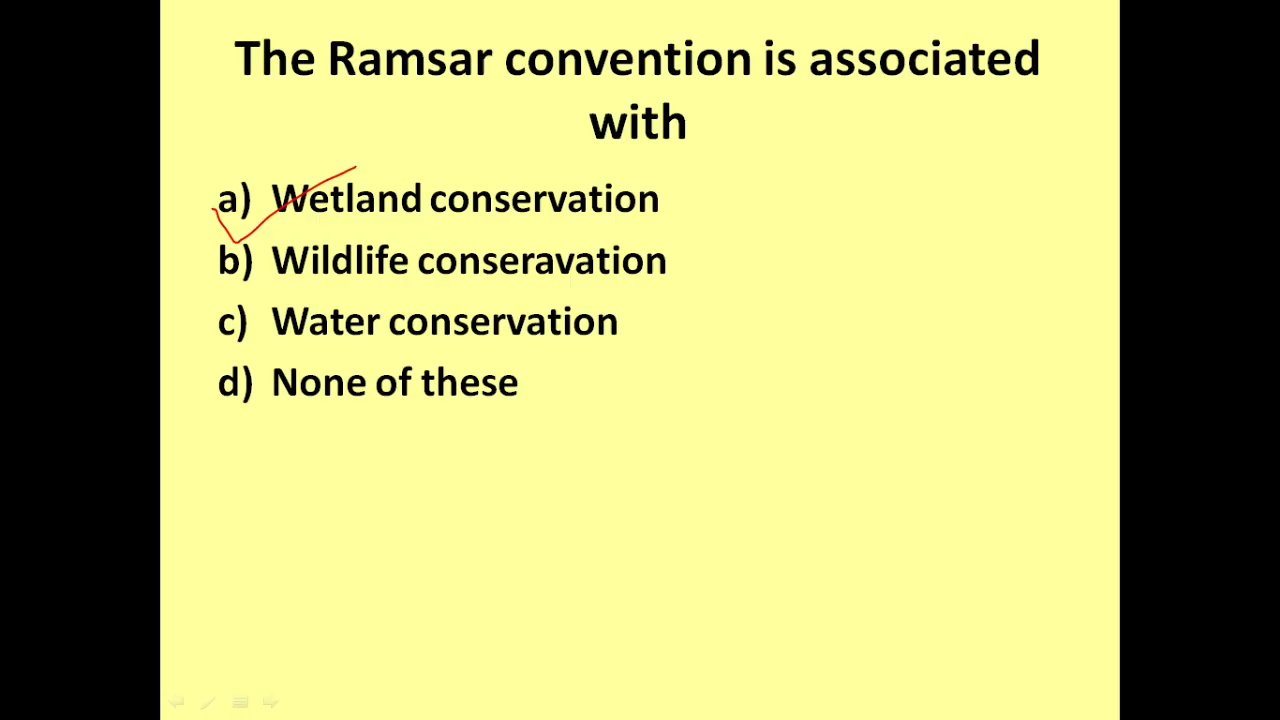 The Ramsar convention is associated
with
a) Wetland conservation
b) Wildlife conseravation
c) Water conservation
d) None of these